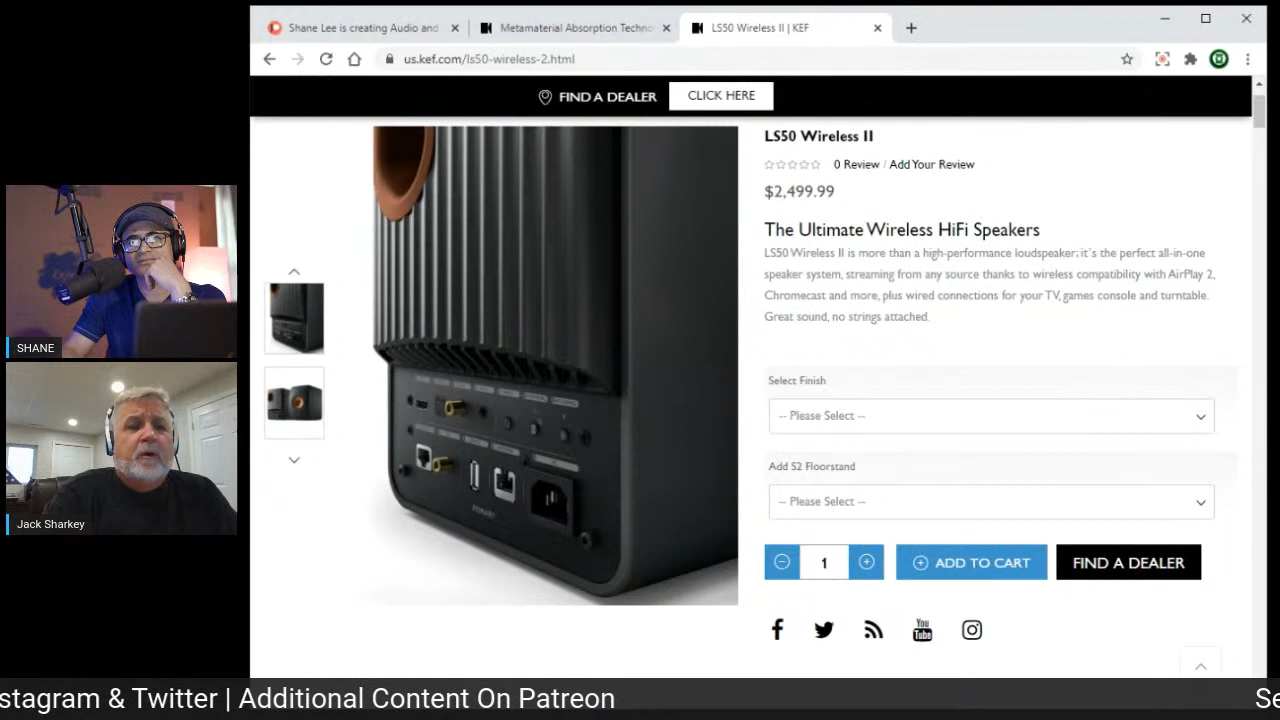 Shane Lee is creating Audio and
Metamaterial Absorption Techno
LS50 Wireless II | KEF
us.kef.com/ls50-wireless-2.html
FIND A DEALER
CLICK HERE
LS50 Wireless II
0 Review / Add Your Review
$2,499.99
The Ultimate Wireless HiFi Speakers
LS50 Wireless II is more than a high-performance loudspeaker; it's the perfect all-in-one
speaker system, streaming from any source thanks to wireless compatibility with AirPlay 2,
Chromecast and more, plus wired connections for your TV, games console and turntable.
Great sound, no strings attached.
Select Finish
-- Please Select --
Add S2 Floorstand
-- Please Select --
1
ADD TO CART
FIND A DEALER
You
Tube
SHANE
Jack Sharkey
PRIMARY
stagram & Twitter | Additional Content On Patreon
Se